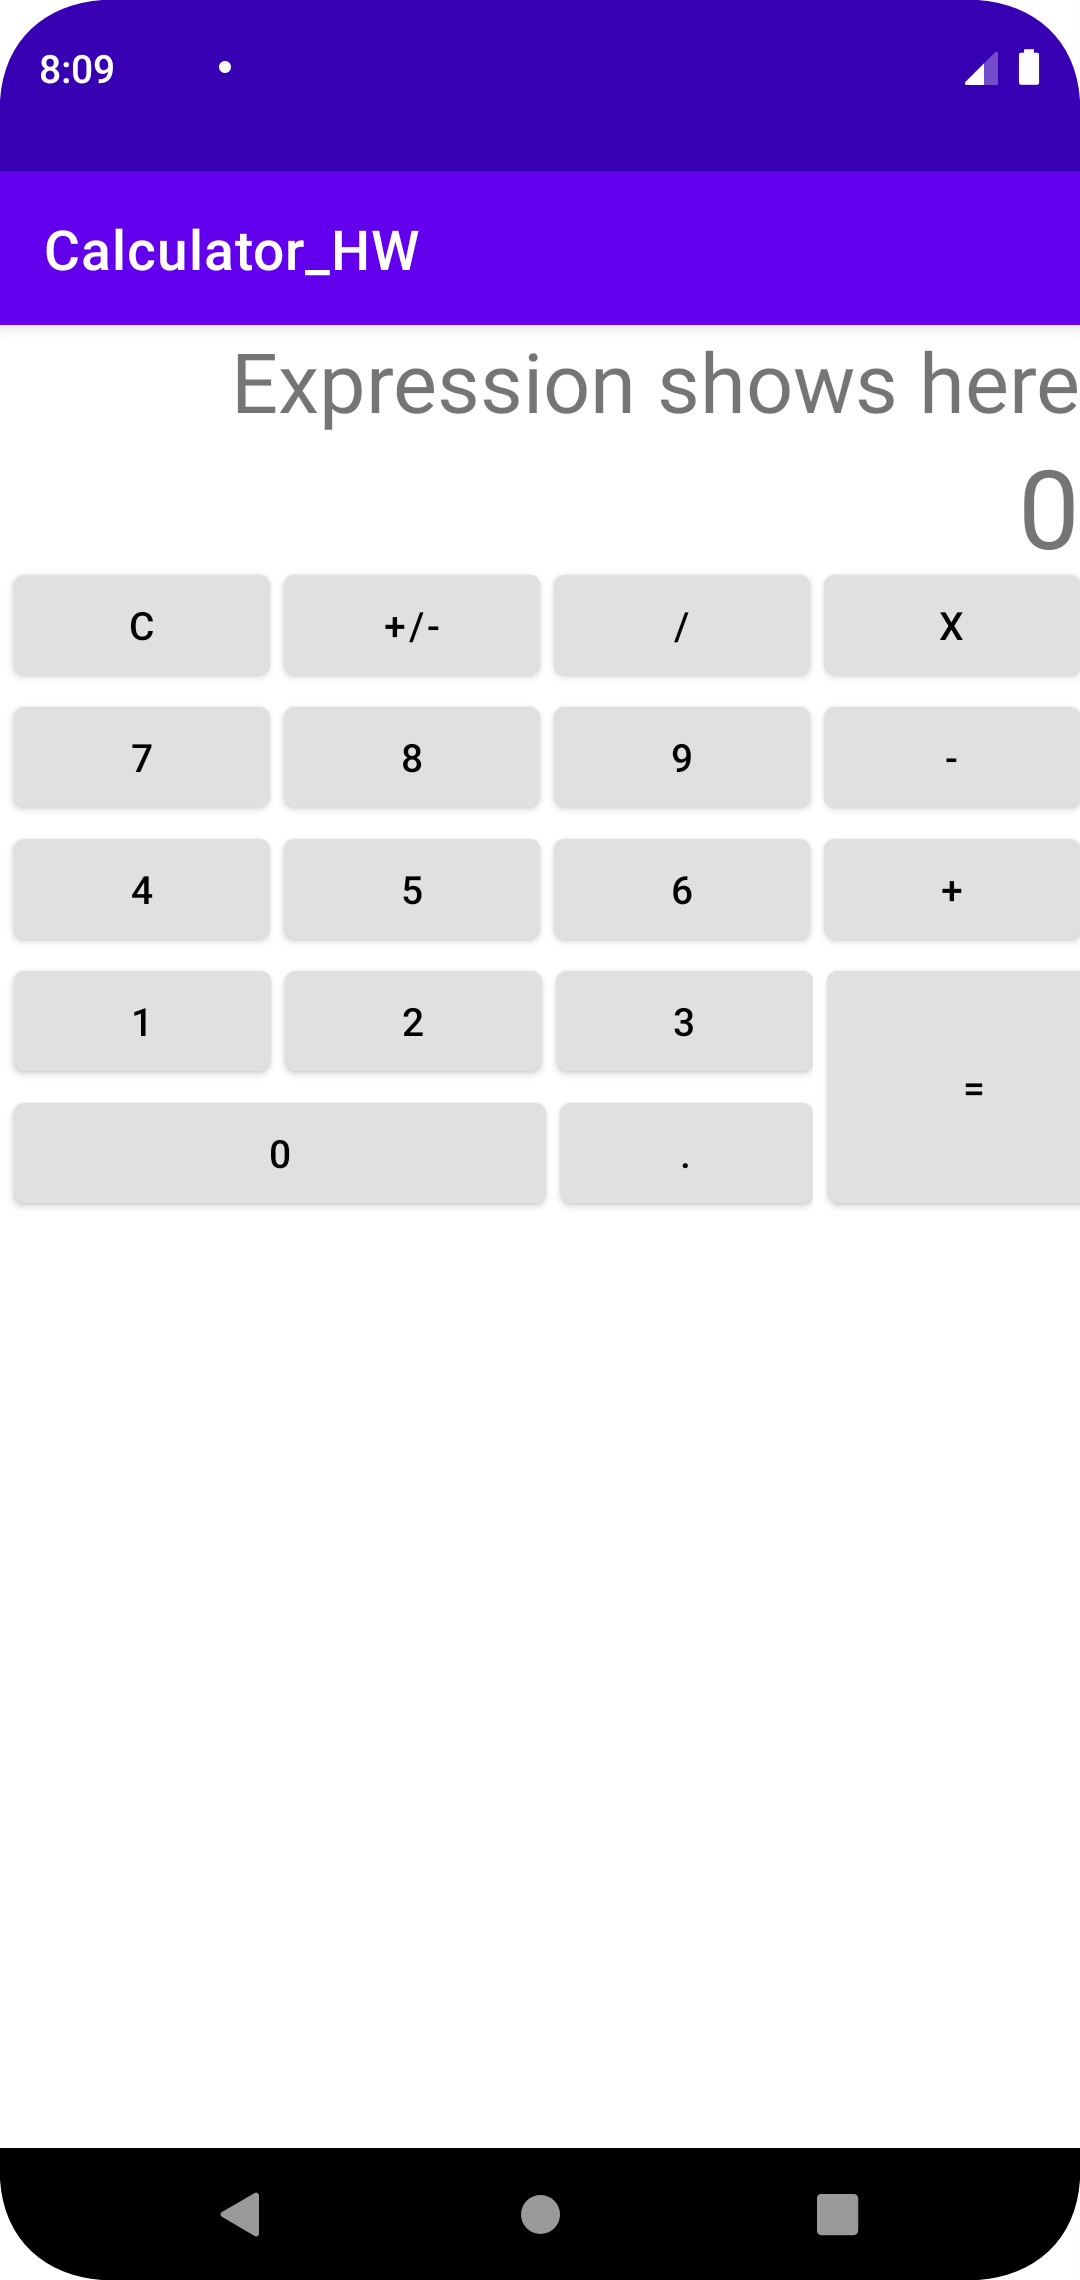 8:09
Calculator_HW
Expression shows here
0
C +/- / X
7 8 9 -
4 5 6 +
1 2 3
=
0 .